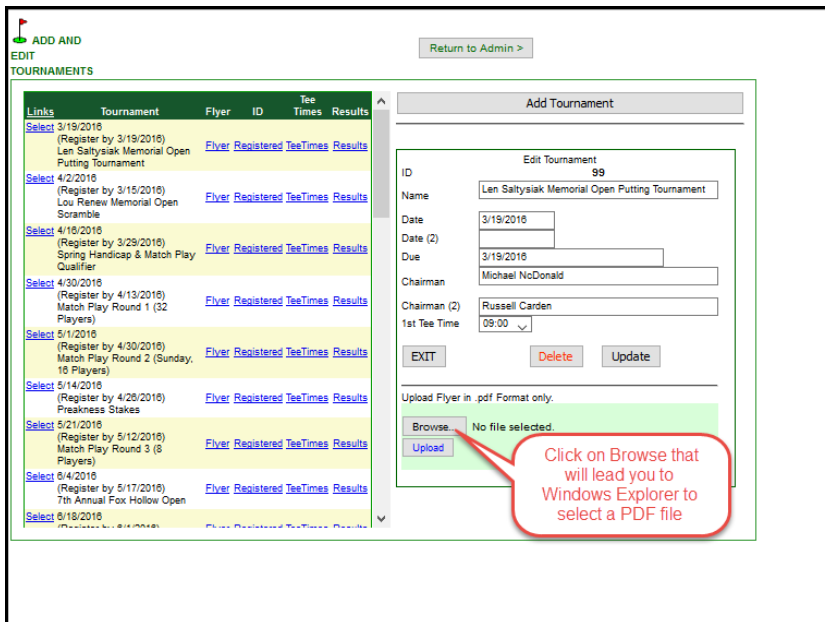 ADD AND
EDIT
TOURNAMENTS
Return to Admin >
Links Tournament Flyer ID Tee Times Results
Select 3/19/2016
(Register by 3/19/2016)
Len Saltysiak Memorial Open
Putting Tournament
Flyer Registered TeeTimes Results
Select 4/2/2016
(Register by 3/15/2016)
Lou Renew Memorial Open
Scramble
Flyer Registered TeeTimes Results
Select 4/16/2016
(Register by 3/29/2016)
Spring Handicap & Match Play
Qualifier
Flyer Registered TeeTimes Results
Select 4/30/2016
(Register by 4/13/2016)
Match Play Round 1 (32
Players)
Flyer Registered TeeTimes Results
Select 5/1/2016
(Register by 4/30/2016)
Match Play Round 2 (Sunday,
16 Players)
Flyer Registered TeeTimes Results
Select 5/14/2016
(Register by 4/26/2016)
Preakness Stakes
Flyer Registered TeeTimes Results
Select 5/21/2016
(Register by 5/12/2016)
Match Play Round 3 (8
Players)
Flyer Registered TeeTimes Results
Select 6/4/2016
(Register by 5/17/2016)
7th Annual Fox Hollow Open
Flyer Registered TeeTimes Results
Select 6/18/2016
Add Tournament
Edit Tournament
ID 99
Name Len Saltysiak Memorial Open Putting Tournament
Date 3/19/2016
Date (2)
Due 3/19/2016
Chairman Michael NcDonald
Chairman (2) Russell Carden
1st Tee Time 09:00
EXIT Delete Update
Upload Flyer in .pdf Format only.
Browse... No file selected.
Upload
Click on Browse that
will lead you to
Windows Explorer to
select a PDF file